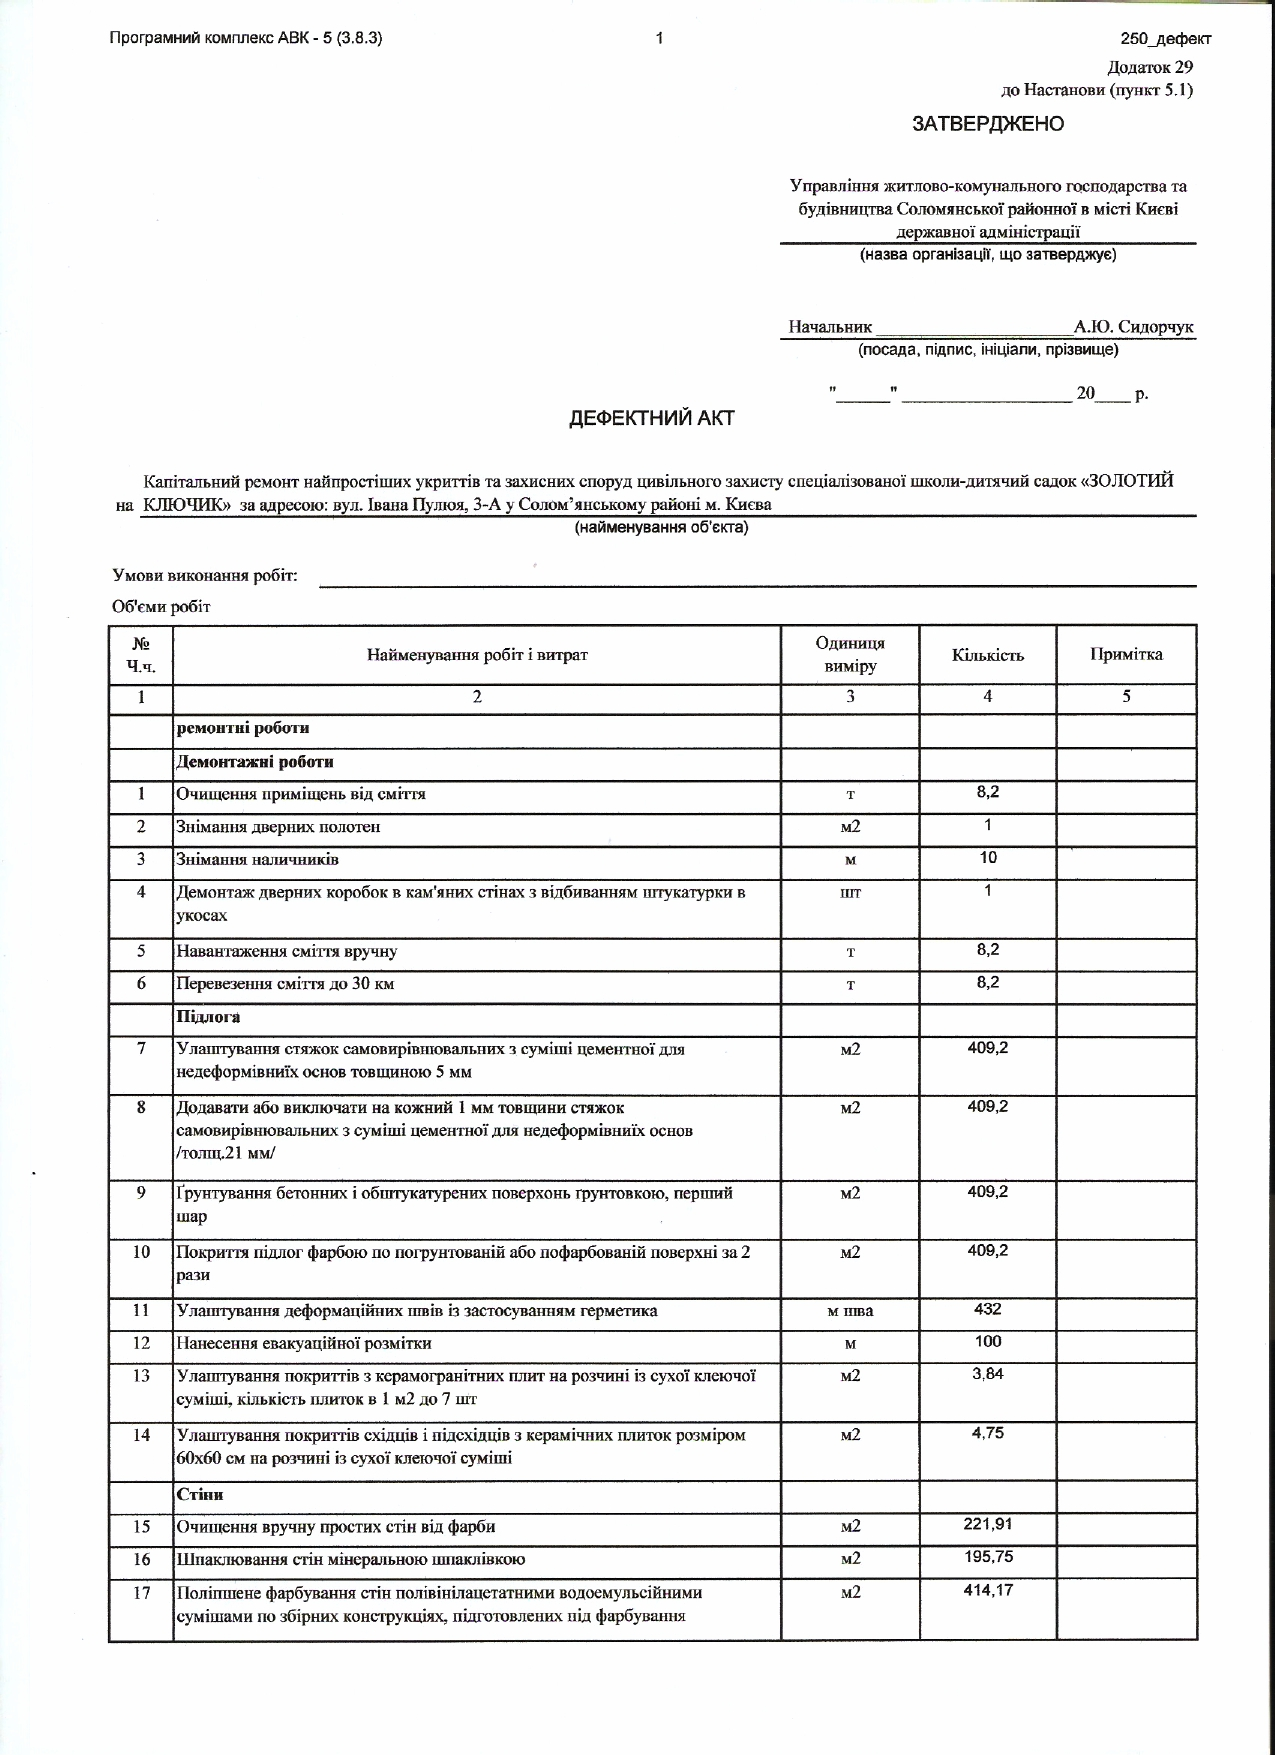 Програмний комплекс АВК - 5 (3.8.3) 1 250_дефект
Додаток 29
до Настанови (пункт 5.1)
ЗАТВЕРДЖЕНО
Управління житлово-комунального господарства та
будівництва Соломянської районної в місті Києві
державної адміністрації
(назва організації, що затверджує)
Начальник ______________________А.Ю. Сидорчук
(посада, підпис, ініціали, прізвище)
"______" ___________________ 20____ р.
ДЕФЕКТНИЙ АКТ
Капітальний ремонт найпростіших укриттів та захисних споруд цивільного захисту спеціалізованої школи-дитячий садок «ЗОЛОТИЙ
на КЛЮЧИК» за адресою: вул. Івана Пулюя, 3-А у Солом’янському районі м. Києва
(найменування об'єкта)
Умови виконання робіт:
Об'єми робіт
№ Ч.ч. Найменування робіт і витрат Одиниця виміру Кількість Примітка
1 2 3 4 5
ремонтні роботи
Демонтажні роботи
1 Очищення приміщень від сміття т 8,2
2 Знімання дверних полотен м2 1
3 Знімання наличників м 10
4 Демонтаж дверних коробок в кам'яних стінах з відбиванням штукатурки в шт 1
укосах
5 Навантаження сміття вручну т 8,2
6 Перевезення сміття до 30 км т 8,2
Підлога
7 Улаштування стяжок самовирівнювальних з суміші цементної для м2 409,2
недеформівниїх основ товщиною 5 мм
8 Додавати або виключати на кожний 1 мм товщини стяжок м2 409,2
самовирівнювальних з суміші цементної для недеформівниїх основ
/толщ.21 мм/
9 Ґрунтування бетонних і обштукатурених поверхонь ґрунтовкою, перший м2 409,2
шар
10 Покриття підлог фарбою по погрунтованій або пофарбованій поверхні за 2 м2 409,2
рази
11 Улаштування деформаційних швів із застосуванням герметика м шва 432
12 Нанесення евакуаційної розмітки м 100
13 Улаштування покриттів з керамогранітних плит на розчині із сухої клеючої м2 3,84
суміші, кількість плиток в 1 м2 до 7 шт
14 Улаштування покриттів східців і підсхідців з керамічних плиток розміром м2 4,75
60х60 см на розчині із сухої клеючої суміші
Стіни
15 Очищення вручну простих стін від фарби м2 221,91
16 Шпаклювання стін мінеральною шпаклівкою м2 195,75
17 Поліпшене фарбування стін полівінілацетатними водоемульсійними м2 414,17
сумішами по збірних конструкціях, підготовлених під фарбування